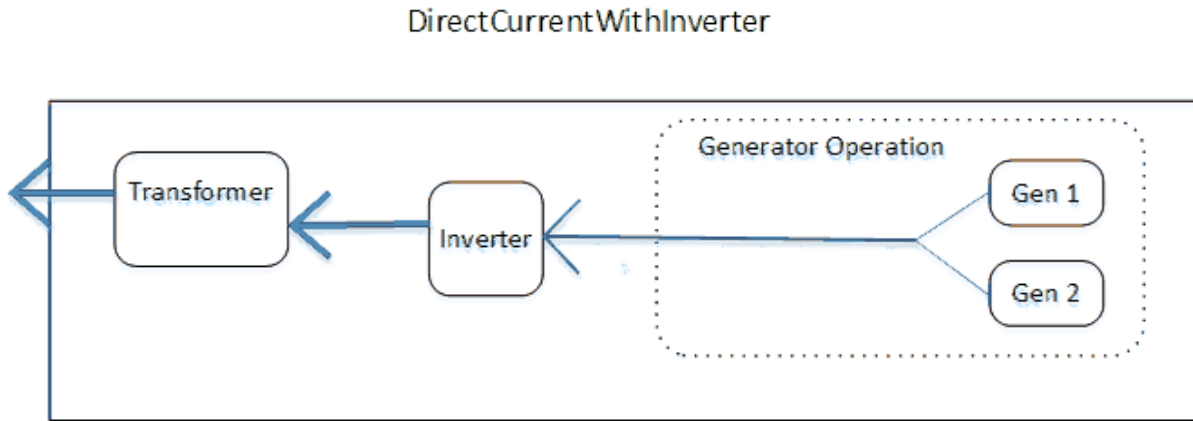 DirectCurrentWithInverter
Generator Operation
Transformer
Gen 1
Inverter
Gen 2